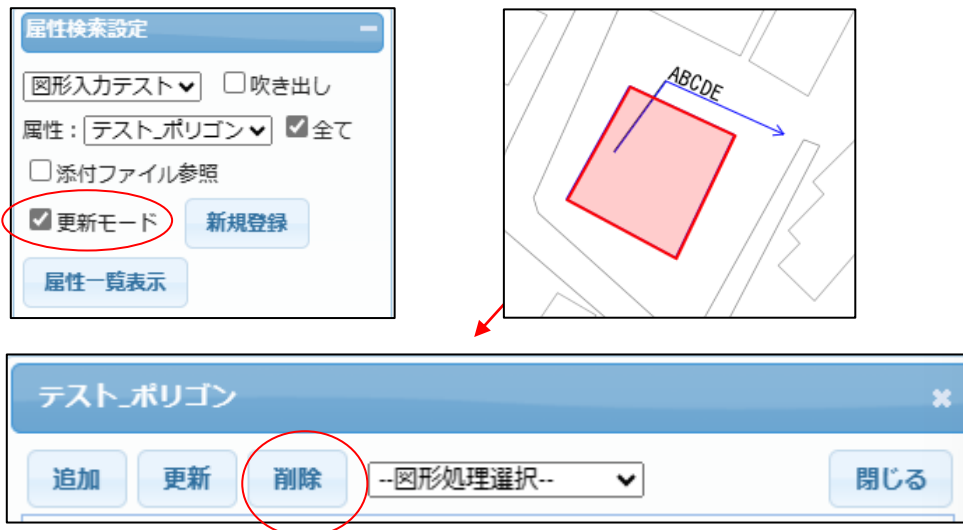 属性検索設定
図形入力テスト 吹き出し
属性：テスト_ポリゴン 全て
添付ファイル参照
更新モード 新規登録
属性一覧表示
ABCDE
テスト_ポリゴン
追加 更新 削除 --図形処理選択-- 閉じる